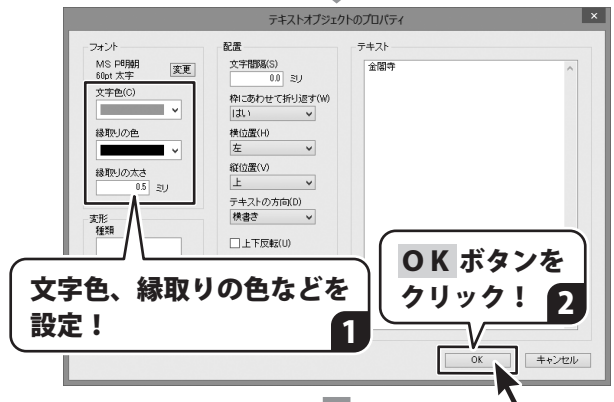 テキストオブジェクトのプロパティ
×
フォント
MS P明朝
60pt 太字
変更
文字色(C)
縁取りの色
縁取りの太さ
0.5 ミリ
変形
種類
配置
文字間隔(S)
0.0 ミリ
枠にあわせて折り返す(W)
はい
横位置(H)
左
縦位置(V)
上
テキストの方向(D)
横書き
上下反転(U)
テキスト
金閣寺
文字色、縁取りの色などを
設定！
1
OK ボタンを
クリック！
2
OK
キャンセル